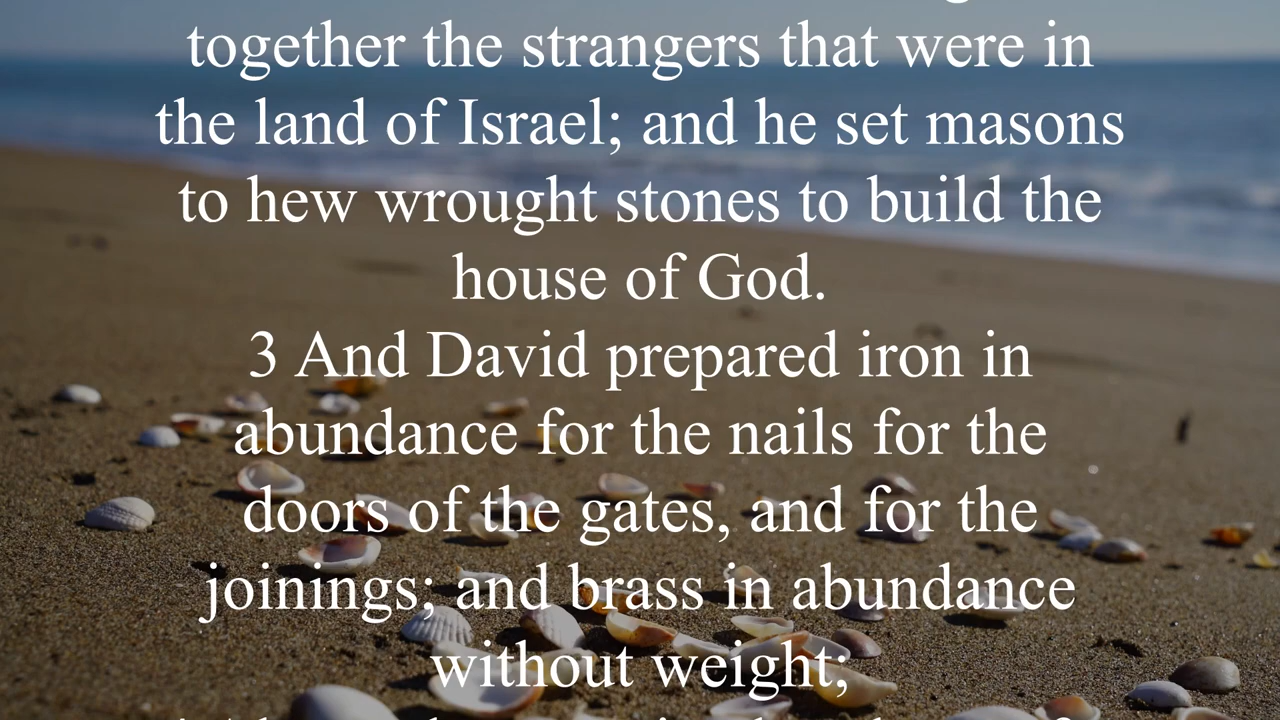 together the strangers that were in
the land of Israel; and he set masons
to hew wrought stones to build the
house of God.
3 And David prepared iron in
abundance for the nails for the
doors of the gates, and for the
joinings; and brass in abundance
without weight;